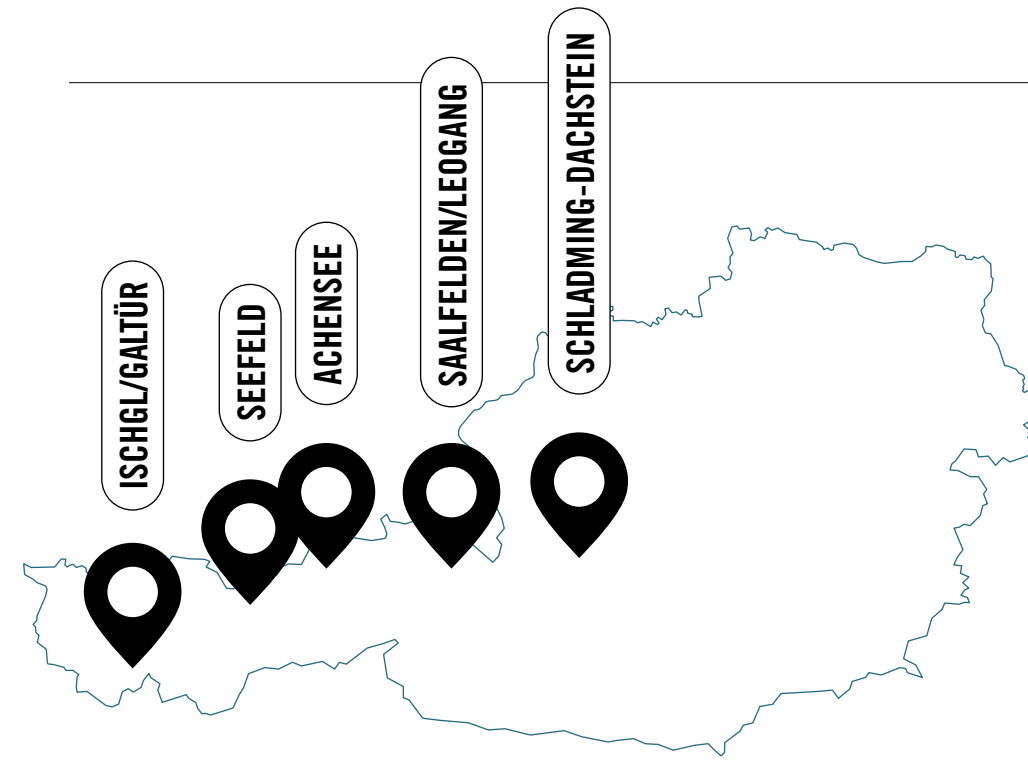 ISCHGL/GALTÜR
SEEFELD
ACHENSEE
SAALFELDEN/LEOGANG
SCHLADMING-DACHSTEIN